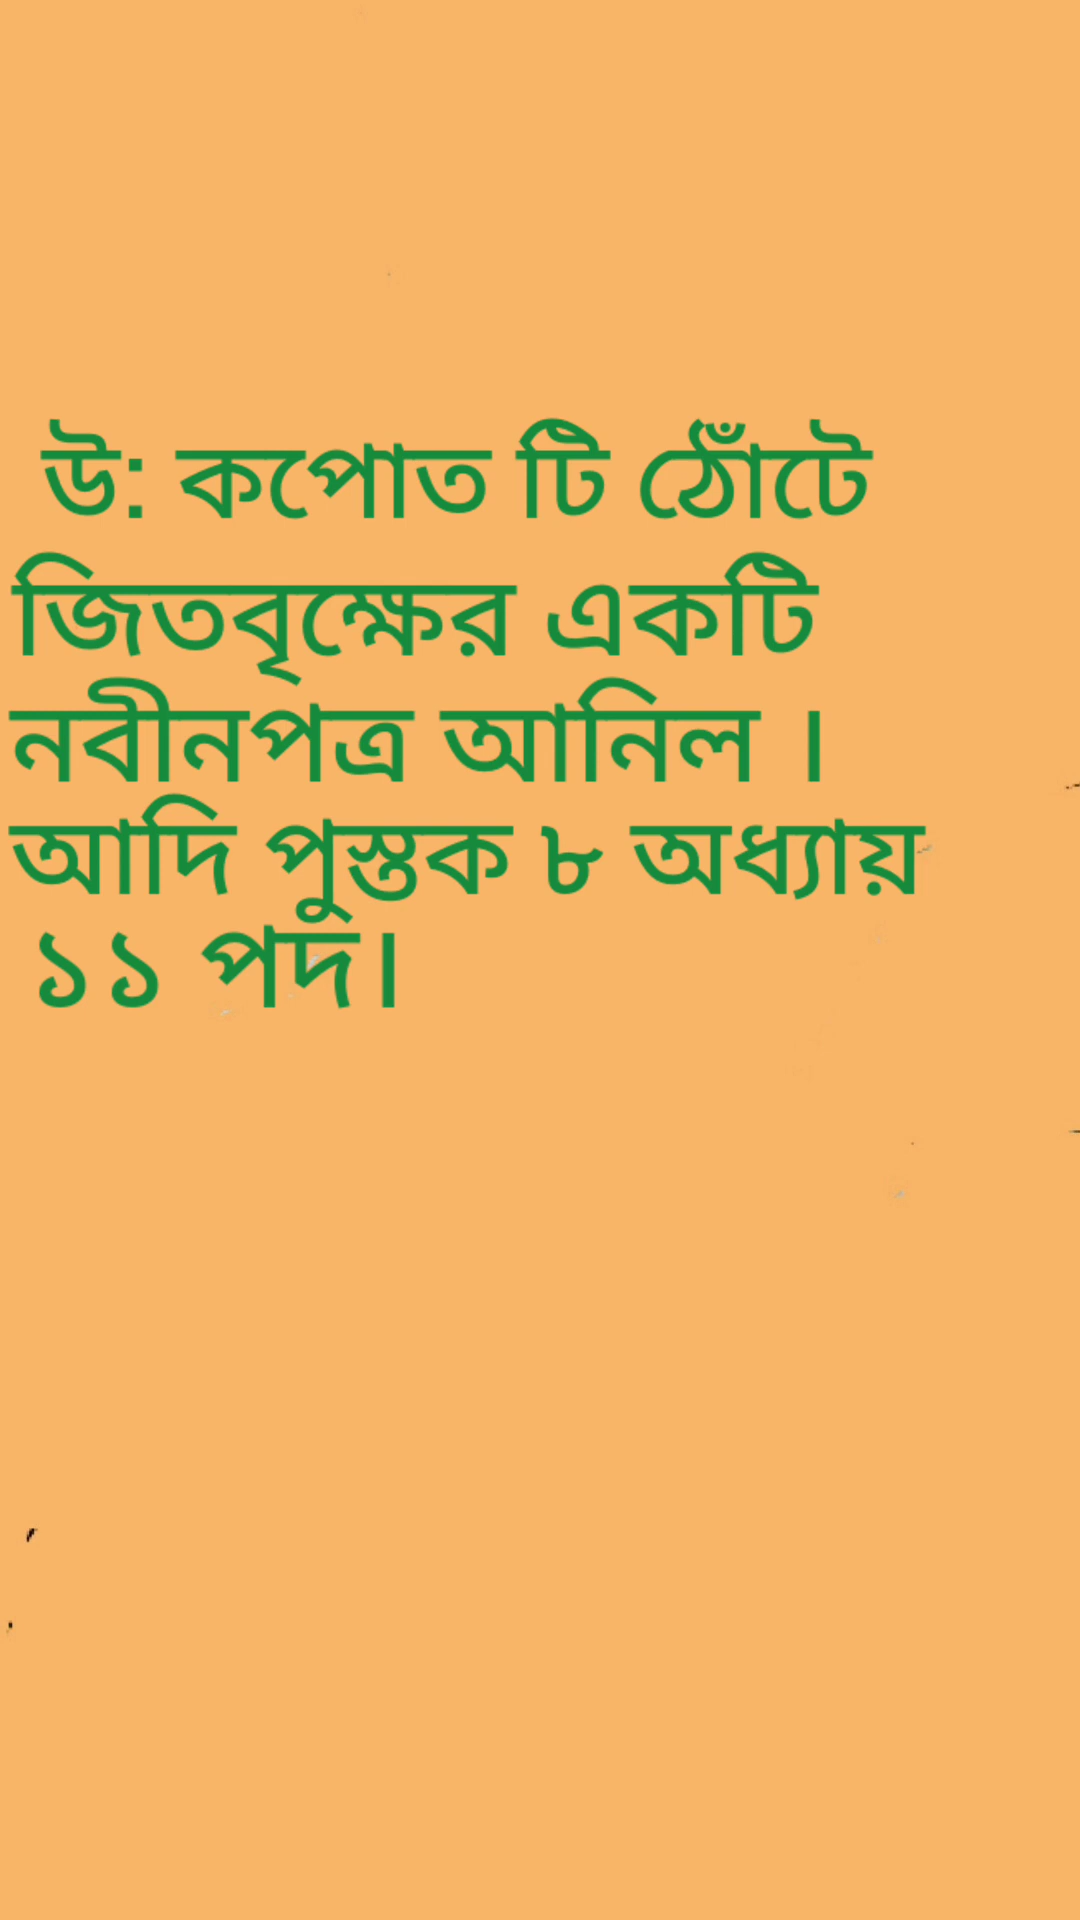 উ: কপোত টি ঠোঁটে
জিতবৃক্ষের একটি
নবীনপত্র আনিল ।
আদি পুস্তক ৮ অধ্যায়
১১ পদ।